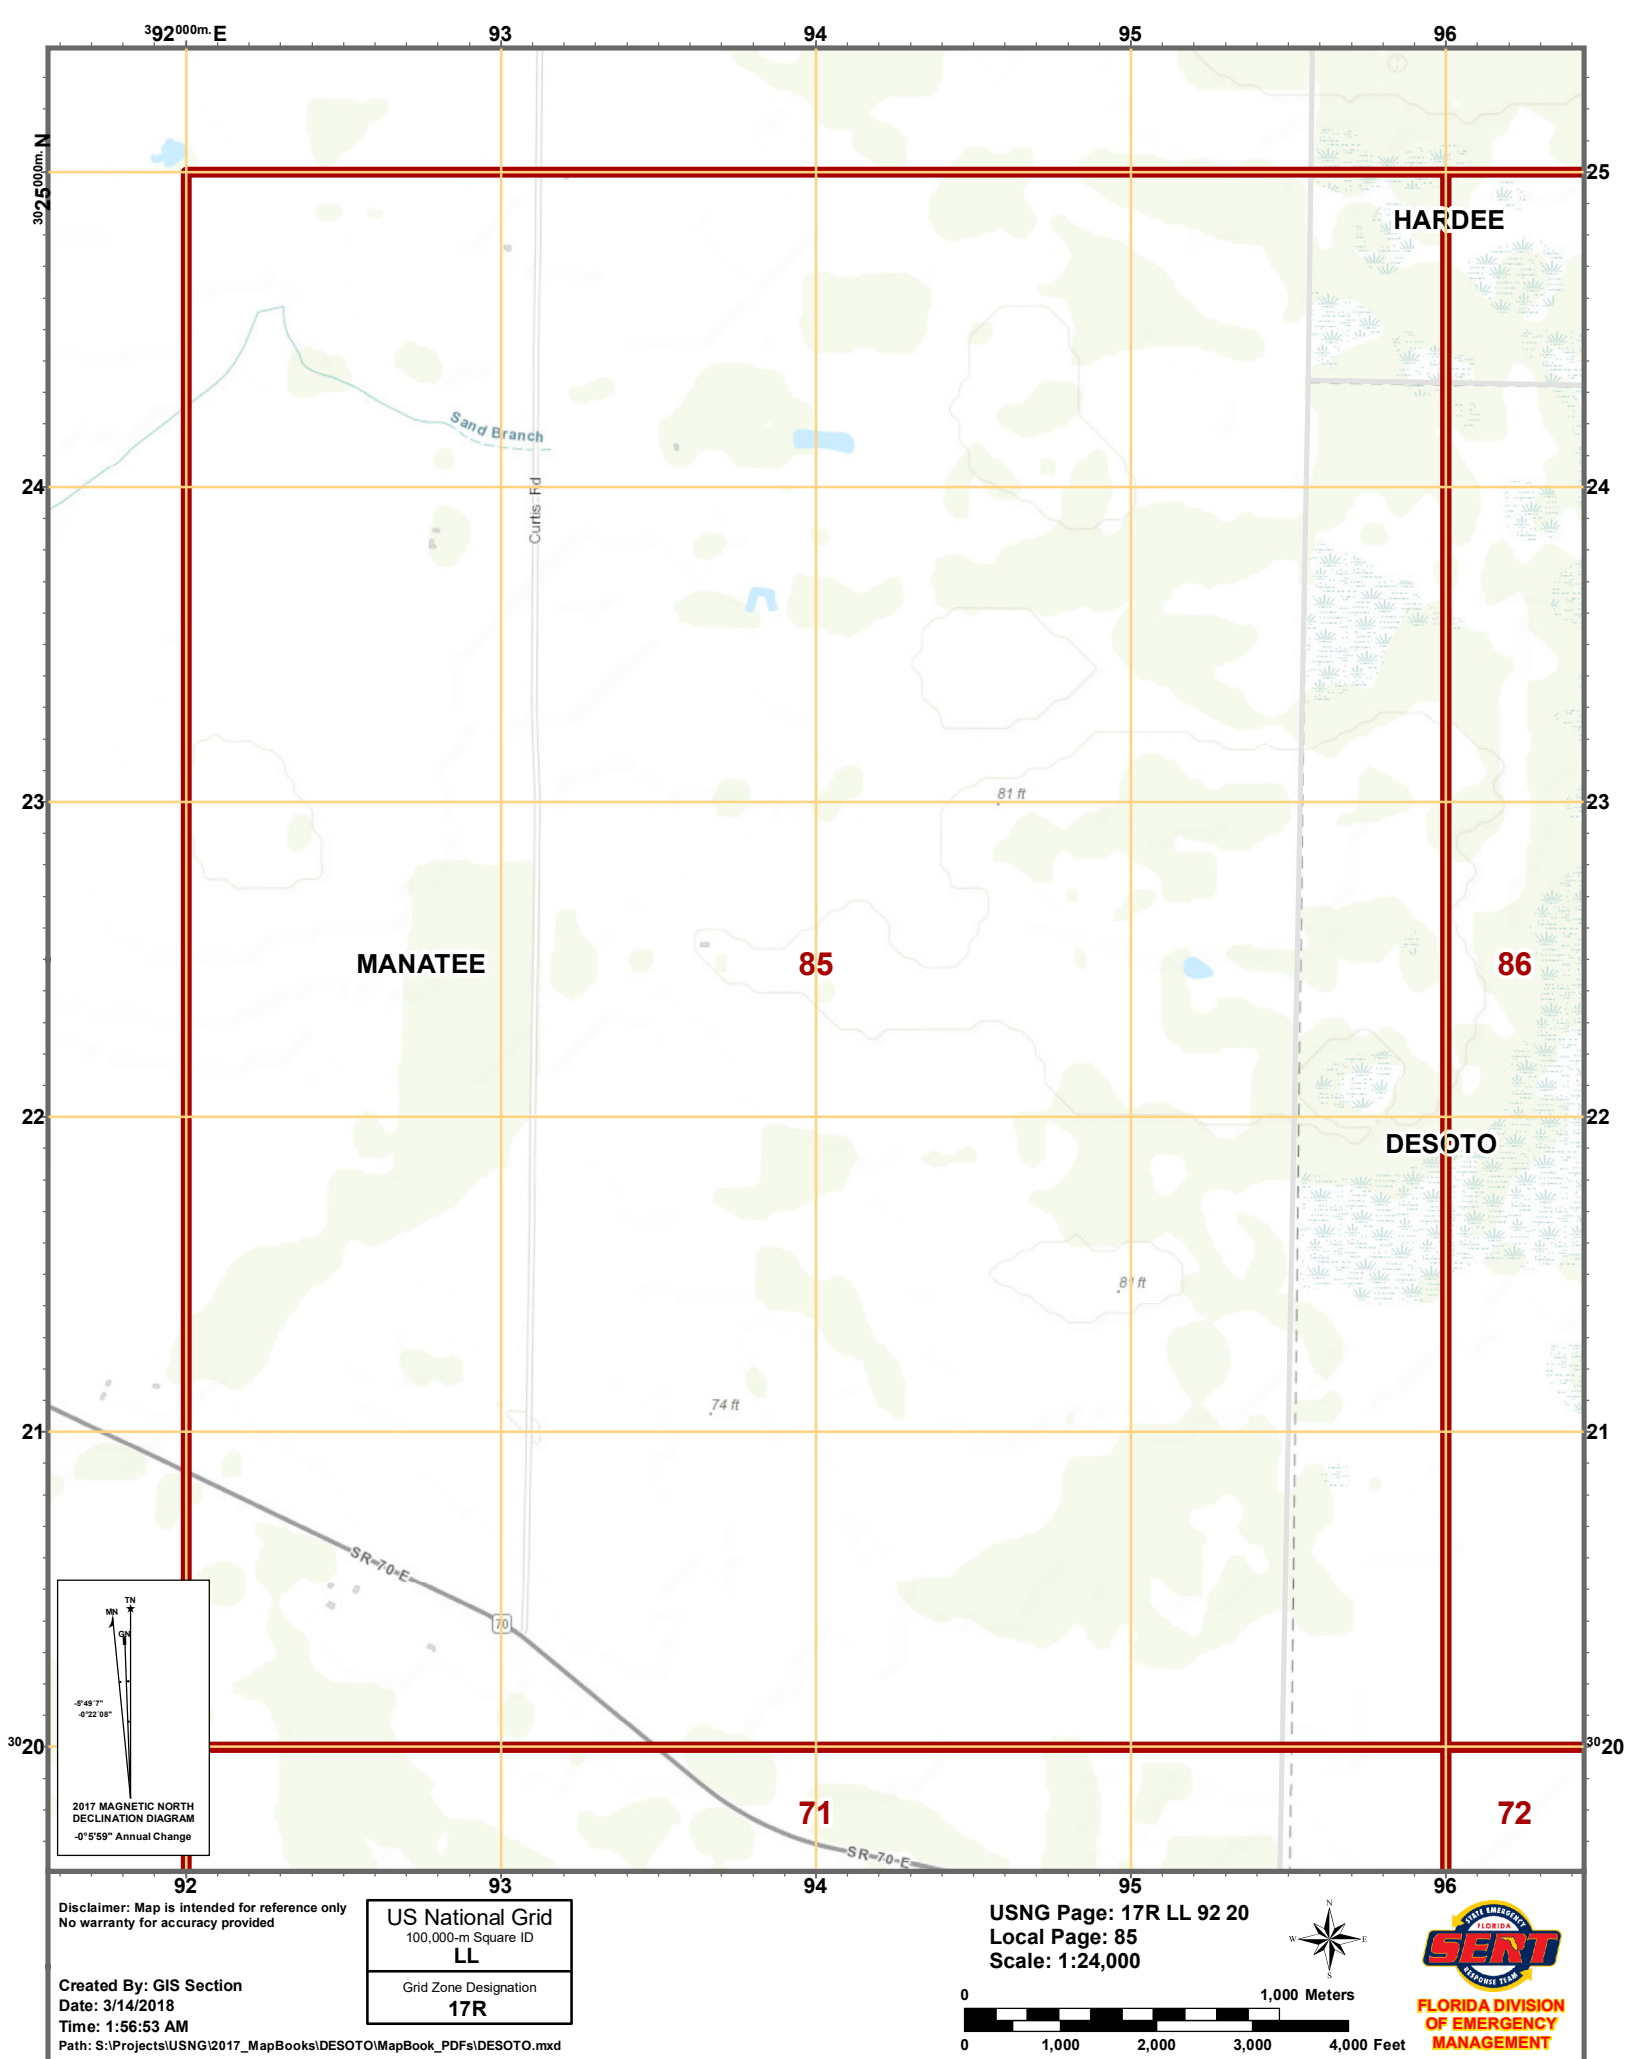 392000m. E 93 94 95 96
3025000m. N
25
HARDEE
Sand Branch
24 24
Curtis Rd
23 81 ft 23
MANATEE 85 86
22 22
DESOTO
81 ft
74 ft
21 21
SR-70-E
70
TN
MN
GN
-5°49'7"
-0°22'08"
2017 MAGNETIC NORTH
DECLINATION DIAGRAM
-0°5'59" Annual Change
3020 3020
71 72
SR-70-E
92 93 94 95 96
Disclaimer: Map is intended for reference only
No warranty for accuracy provided
Created By: GIS Section
Date: 3/14/2018
Time: 1:56:53 AM
Path: S:\Projects\USNG\2017_MapBooks\DESOTO\MapBook_PDFs\DESOTO.mxd
US National Grid
100,000-m Square ID
LL
Grid Zone Designation
17R
USNG Page: 17R LL 92 20
Local Page: 85
Scale: 1:24,000
N
W E
S
0 1,000 Meters
0 1,000 2,000 3,000 4,000 Feet
STATE EMERGENCY
FLORIDA
SERT
RESPONSE TEAM
FLORIDA DIVISION
OF EMERGENCY
MANAGEMENT